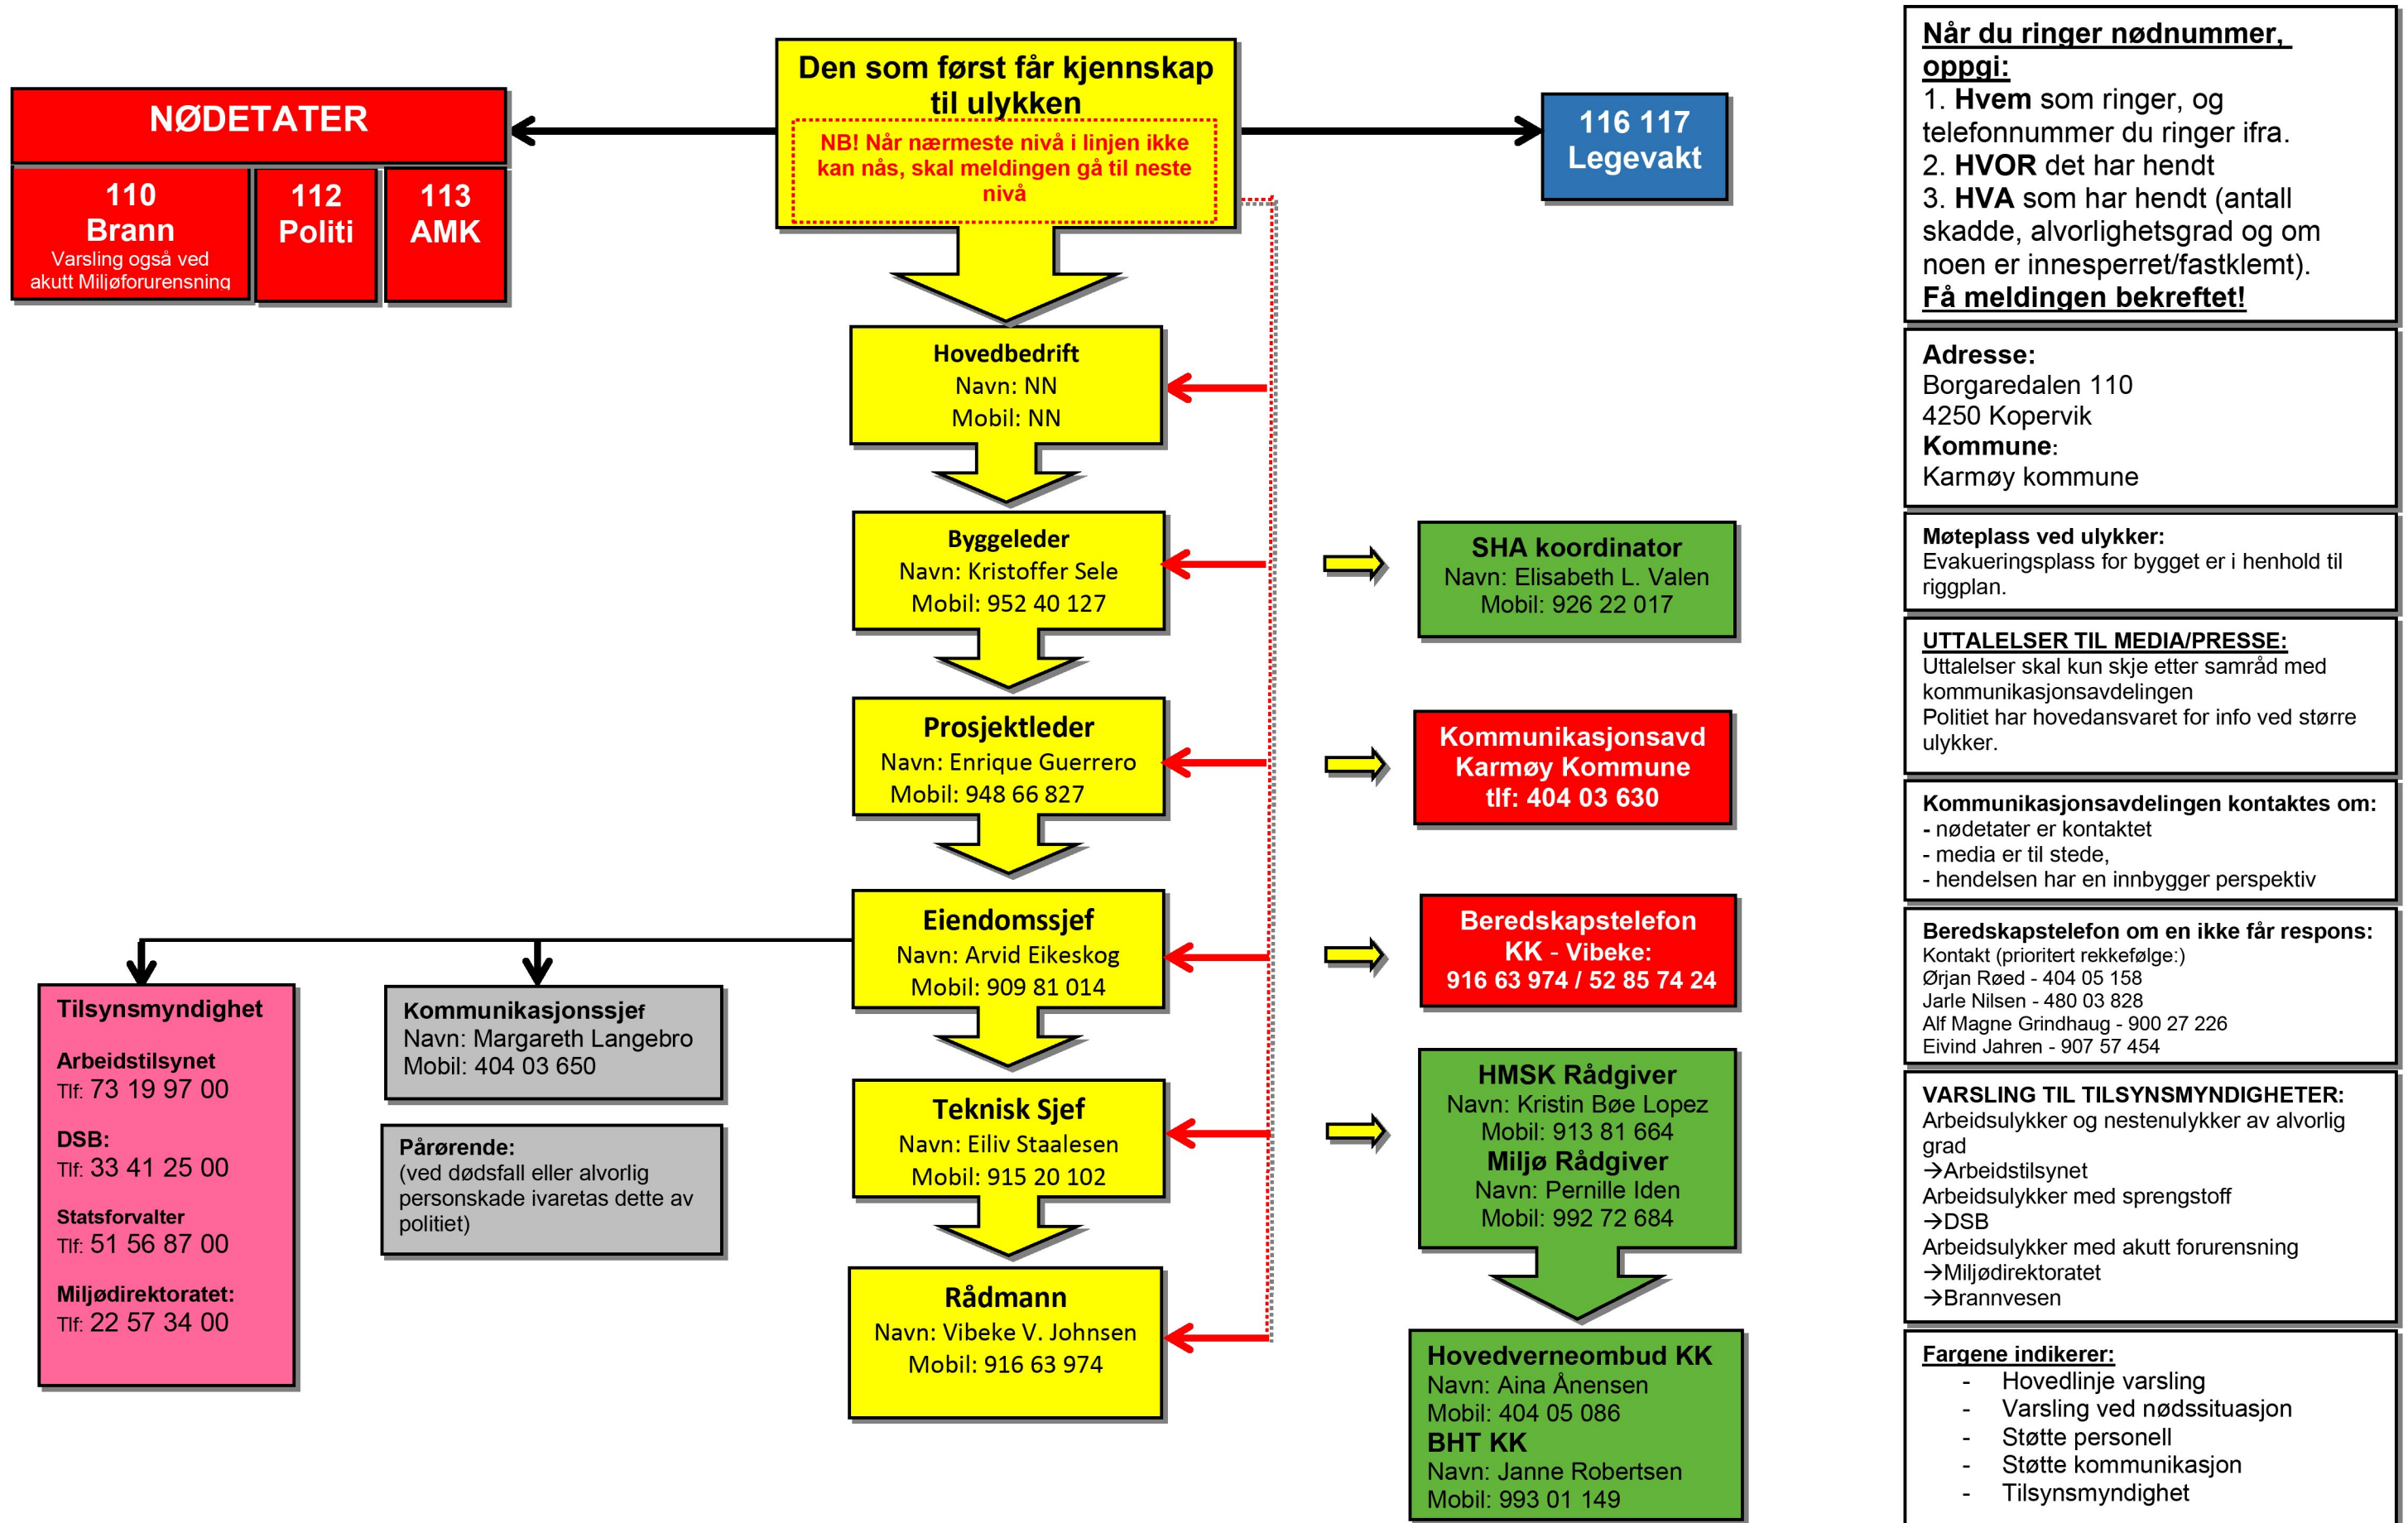 Den som først får kjennskap
til ulykken
NB! Når nærmeste nivå i linjen ikke
kan nås, skal meldingen gå til neste
nivå
NØDETATER
110
Brann
Varsling også ved
akutt Miljøforurensning
112
Politi
113
AMK
116 117
Legevakt
Hovedbedrift
Navn: NN
Mobil: NN
Byggeleder
Navn: Kristoffer Sele
Mobil: 952 40 127
SHA koordinator
Navn: Elisabeth L. Valen
Mobil: 926 22 017
Prosjektleder
Navn: Enrique Guerrero
Mobil: 948 66 827
Kommunikasjonsavd
Karmøy Kommune
tlf: 404 03 630
Eiendomssjef
Navn: Arvid Eikeskog
Mobil: 909 81 014
Beredskapstelefon
KK - Vibeke:
916 63 974 / 52 85 74 24
Tilsynsmyndighet
Arbeidstilsynet
Tlf: 73 19 97 00
DSB:
Tlf: 33 41 25 00
Statsforvalter
Tlf: 51 56 87 00
Miljødirektoratet:
Tlf: 22 57 34 00
Kommunikasjonssjef
Navn: Margareth Langebro
Mobil: 404 03 650
Pårørende:
(ved dødsfall eller alvorlig
personskade ivaretas dette av
politiet)
Teknisk Sjef
Navn: Eiliv Staalesen
Mobil: 915 20 102
HMSK Rådgiver
Navn: Kristin Bøe Lopez
Mobil: 913 81 664
Miljø Rådgiver
Navn: Pernille Iden
Mobil: 992 72 684
Rådmann
Navn: Vibeke V. Johnsen
Mobil: 916 63 974
Hovedverneombud KK
Navn: Aina Ånensen
Mobil: 404 05 086
BHT KK
Navn: Janne Robertsen
Mobil: 993 01 149
Når du ringer nødnummer,
oppgi:
1. Hvem som ringer, og
telefonnummer du ringer ifra.
2. HVOR det har hendt
3. HVA som har hendt (antall
skadde, alvorlighetsgrad og om
noen er innesperret/fastklemt).
Få meldingen bekreftet!
Adresse:
Borgaredalen 110
4250 Kopervik
Kommune:
Karmøy kommune
Møteplass ved ulykker:
Evakueringsplass for bygget er i henhold til
riggplan.
UTTALELSER TIL MEDIA/PRESSE:
Uttalelser skal kun skje etter samråd med
kommunikasjonsavdelingen
Politiet har hovedansvaret for info ved større
ulykker.
Kommunikasjonsavdelingen kontaktes om:
- nødetater er kontaktet
- media er til stede,
- hendelsen har en innbygger perspektiv
Beredskapstelefon om en ikke får respons:
Kontakt (prioritert rekkefølge:)
Ørjan Røed - 404 05 158
Jarle Nilsen - 480 03 828
Alf Magne Grindhaug - 900 27 226
Eivind Jahren - 907 57 454
VARSLING TIL TILSYNSMYNDIGHETER:
Arbeidsulykker og nestenulykker av alvorlig
grad
→Arbeidstilsynet
Arbeidsulykker med sprengstoff
→DSB
Arbeidsulykker med akutt forurensning
→Miljødirektoratet
→Brannvesen
Fargene indikerer:
- Hovedlinje varsling
- Varsling ved nødssituasjon
- Støtte personell
- Støtte kommunikasjon
- Tilsynsmyndighet